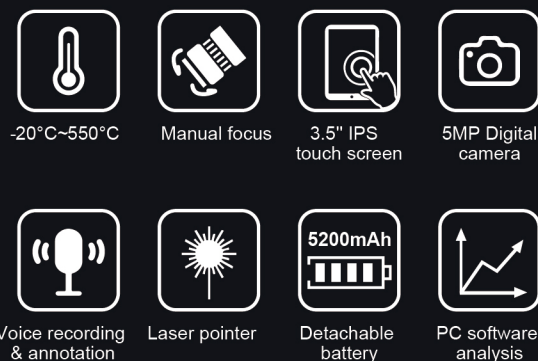 -20°C~550°C
Manual focus
3.5" IPS
touch screen
5MP Digital
camera
5200mAh
Voice recording
& annotation
Laser pointer
Detachable
battery
PC software
analysis